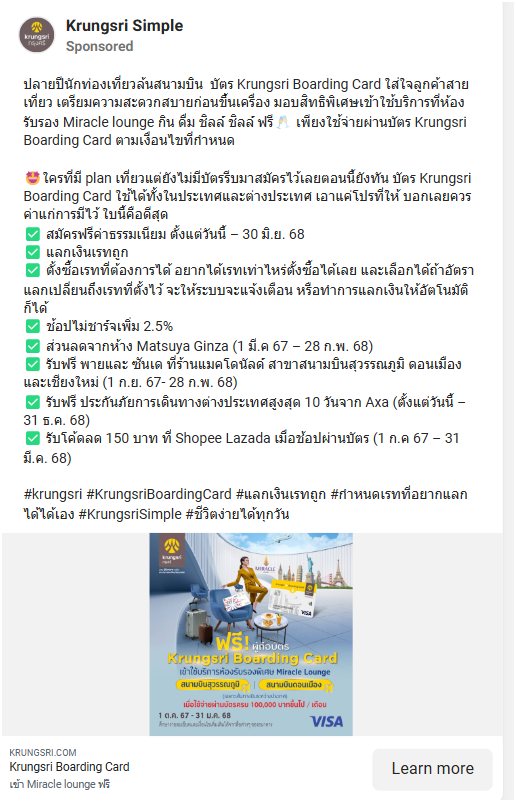 Krungsri Simple
Sponsored
ปลายปีนักท่องเที่ยวล้นสนามบิน บัตร Krungsri Boarding Card ใส่ใจลูกค้าสาย
เที่ยว เตรียมความสะดวกสบายก่อนขึ้นเครื่อง มอบสิทธิพิเศษเข้าใช้บริการที่ห้อง
รับรอง Miracle lounge กิน ดื่ม ชิลล์ ชิลล์ ฟรี🥂 เพียงใช้จ่ายผ่านบัตร Krungsri
Boarding Card ตามเงื่อนไขที่กำหนด
🤩ใครที่มี plan เที่ยวแต่ยังไม่มีบัตรรีบมาสมัครไว้เลยตอนนี้ยังทัน บัตร Krungsri
Boarding Card ใช้ได้ทั้งในประเทศและต่างประเทศ เอาแค่โปรที่ให้ บอกเลยควร
ค่าแก่การมีไว้ ใบนี้คือดีสุด
✅ สมัครฟรีค่าธรรมเนียม ตั้งแต่วันนี้ – 30 มิ.ย. 68
✅ แลกเงินเรทถูก
✅ ตั้งซื้อเรทที่ต้องการได้ อยากได้เรทเท่าไหร่ตั้งซื้อได้เลย และเลือกได้ถ้าอัตรา
แลกเปลี่ยนถึงเรทที่ตั้งไว้ จะให้ระบบจะแจ้งเตือน หรือทำการแลกเงินให้อัตโนมัติ
ก็ได้
✅ ช้อปไม่ชาร์จเพิ่ม 2.5%
✅ ส่วนลดจากห้าง Matsuya Ginza (1 มี.ค 67 – 28 ก.พ. 68)
✅ รับฟรี พายและ ซันเด ที่ร้านแมคโดนัลด์ สาขาสนามบินสุวรรณภูมิ ดอนเมือง
และเชียงใหม่ (1 ก.ย. 67- 28 ก.พ. 68)
✅ รับฟรี ประกันภัยการเดินทางต่างประเทศสูงสุด 10 วันจาก Axa (ตั้งแต่วันนี้ –
31 ธ.ค. 68)
✅ รับโค้ดลด 150 บาท ที่ Shopee Lazada เมื่อช้อปผ่านบัตร (1 ก.ค 67 – 31
มี.ค. 68)
#krungsri #KrungsriBoardingCard #แลกเงินเรทถูก #กำหนดเรทที่อยากแลก
ได้ได้เอง #KrungsriSimple #ชีวิตง่ายได้ทุกวัน
krungsri
กรุงศรี
MIRACLE
ฟรี! ผู้ถือบัตร
Krungsri Boarding Card
เข้าใช้บริการห้องรับรองพิเศษ Miracle Lounge
สนามบินสุวรรณภูมิ | สนามบินดอนเมือง
เมื่อใช้จ่ายผ่านบัตรครบ 100,000 บาทขึ้นไป / เดือน
1 ต.ค. 67 - 31 ม.ค. 68
VISA
KRUNGSRI.COM
Krungsri Boarding Card
เข้า Miracle lounge ฟรี
Learn more